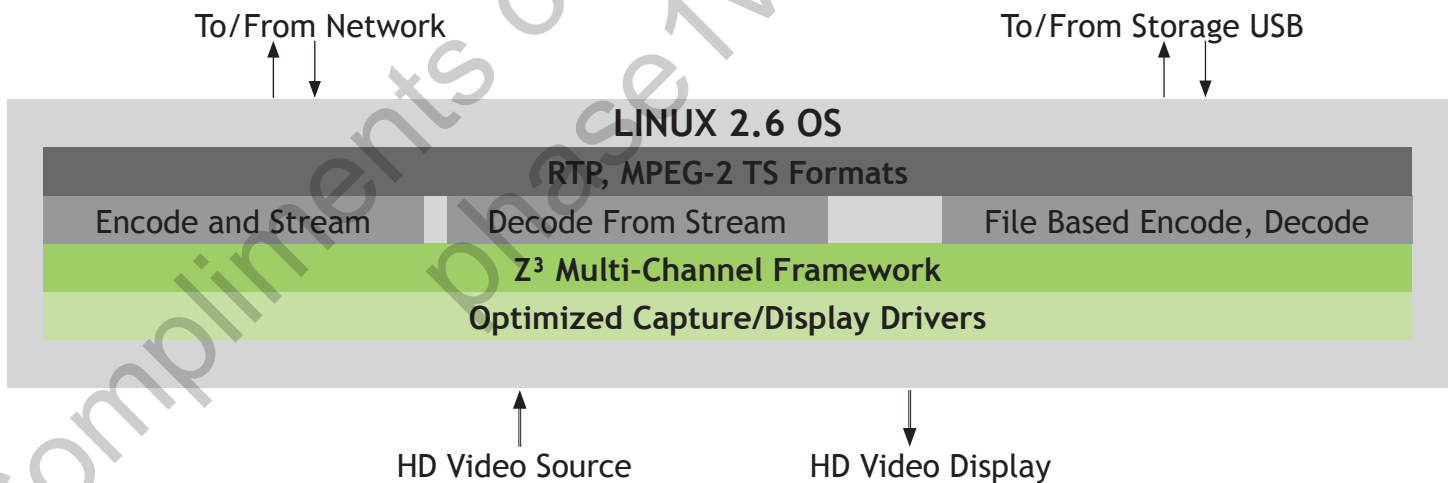 To/From Network
To/From Storage USB
LINUX 2.6 OS
RTP, MPEG-2 TS Formats
Encode and Stream
Decode From Stream
File Based Encode, Decode
Z³ Multi-Channel Framework
Optimized Capture/Display Drivers
HD Video Source
HD Video Display